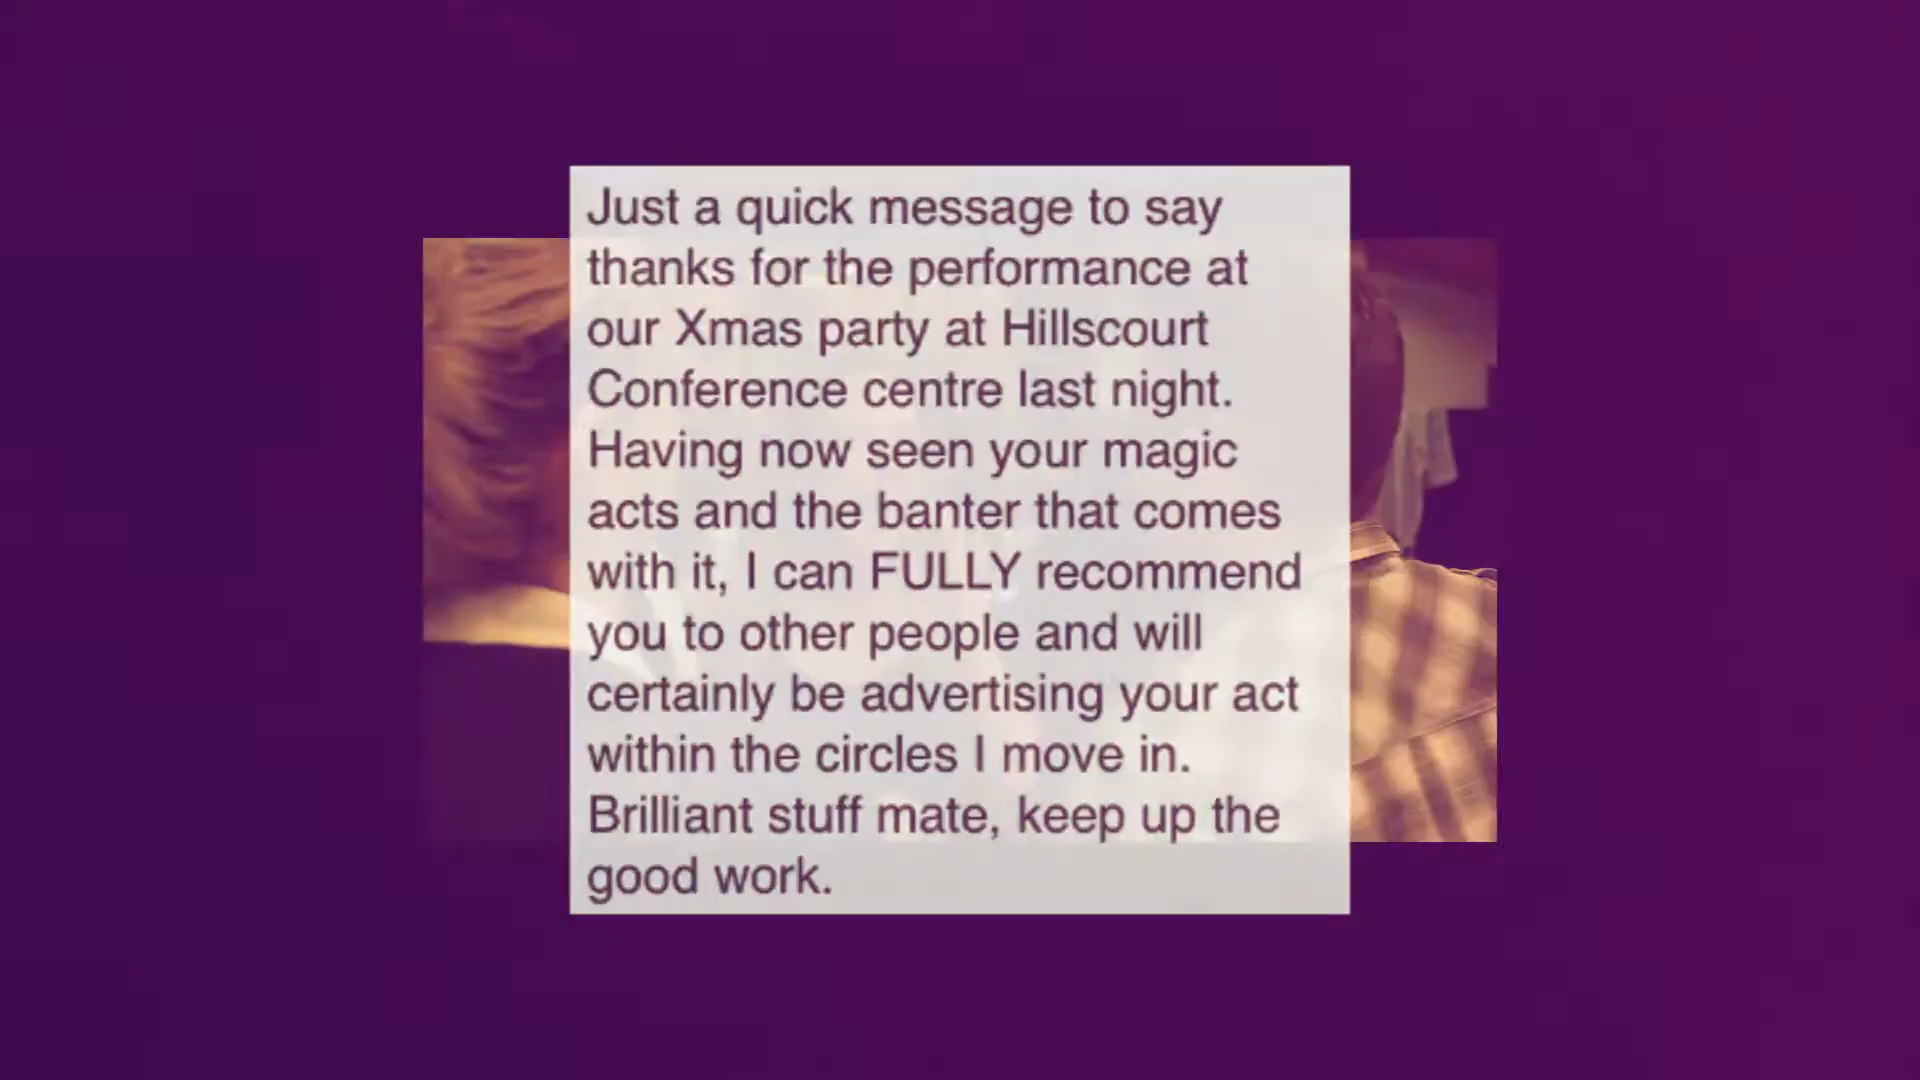 Just a quick message to say
thanks for the performance at
our Xmas party at Hillscourt
Conference centre last night.
Having now seen your magic
acts and the banter that comes
with it, I can FULLY recommend
you to other people and will
certainly be advertising your act
within the circles I move in.
Brilliant stuff mate, keep up the
good work.